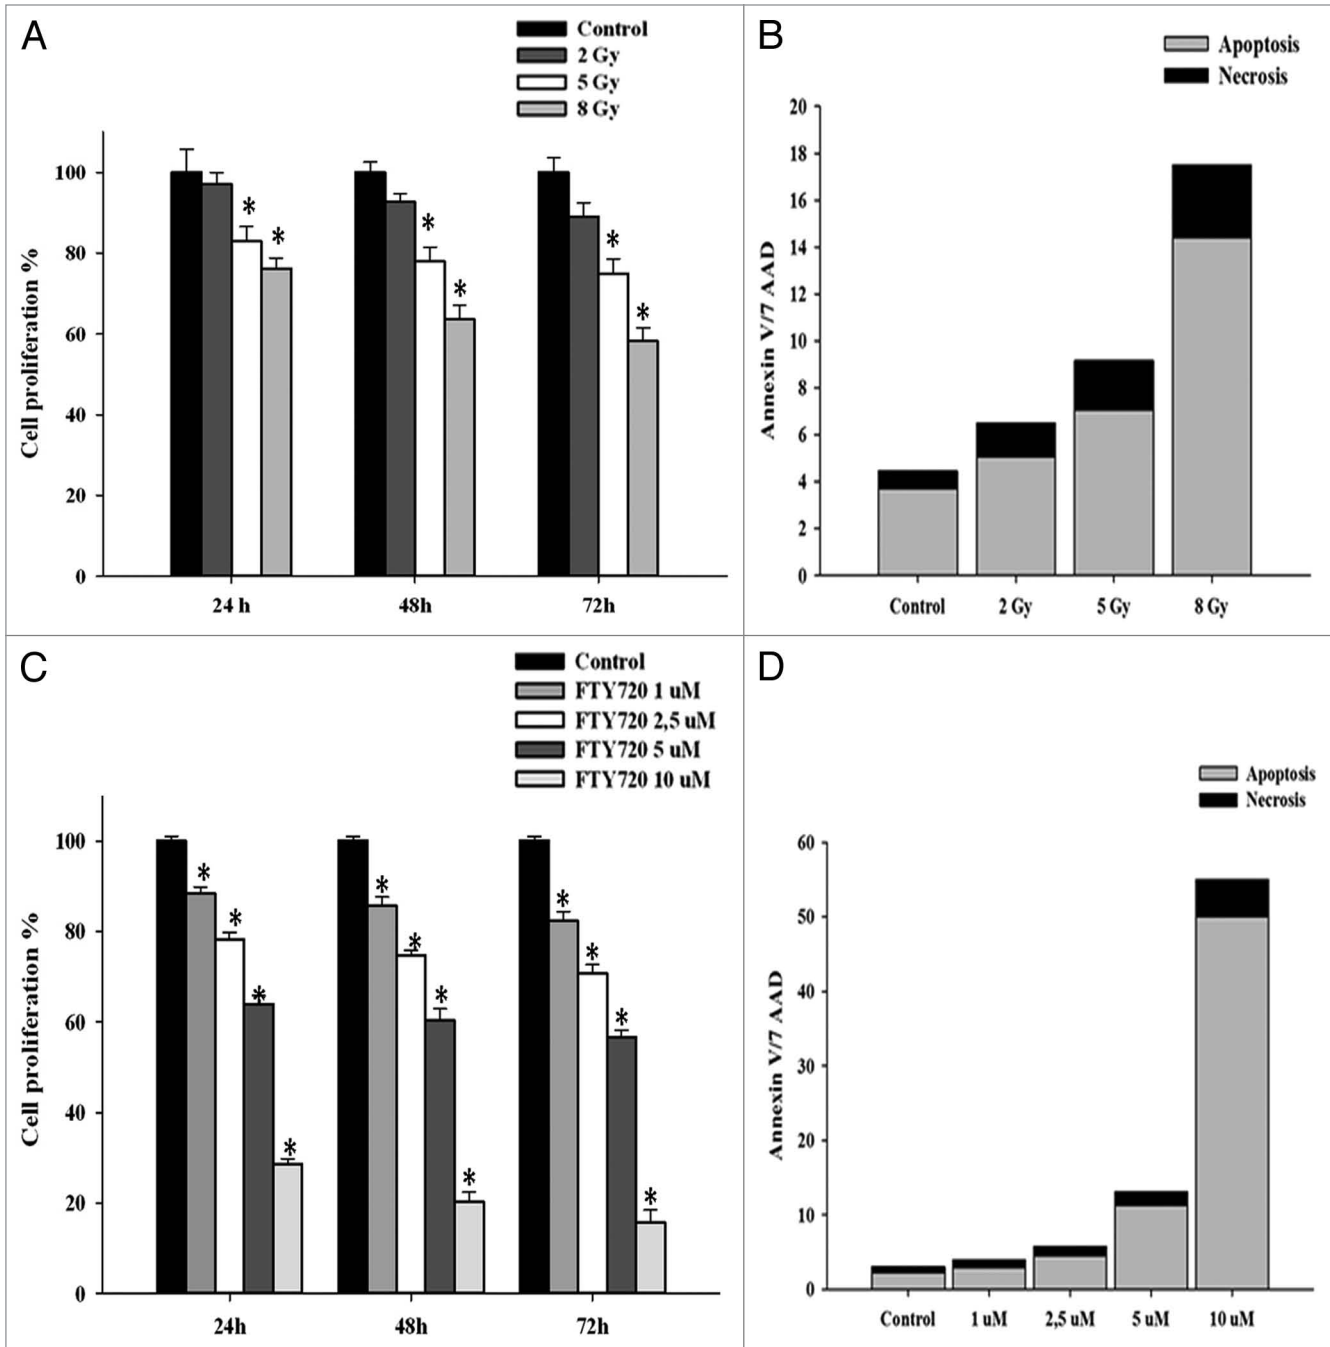 A
Control
2 Gy
5 Gy
8 Gy
Cell proliferation %
100
80
60
40
20
0
24 h
48h
72h
B
Apoptosis
Necrosis
Annexin V/7 AAD
20
18
16
14
12
10
8
6
4
2
0
Control
2 Gy
5 Gy
8 Gy
* * * * * *
C
Control
FTY720 1 uM
FTY720 2,5 uM
FTY720 5 uM
FTY720 10 uM
Cell proliferation %
100
80
60
40
20
0
24h
48h
72h
* * * * * * * * * * * *
D
Apoptosis
Necrosis
Annexin V/7 AAD
60
50
40
30
20
10
0
Control
1 uM
2,5 uM
5 uM
10 uM